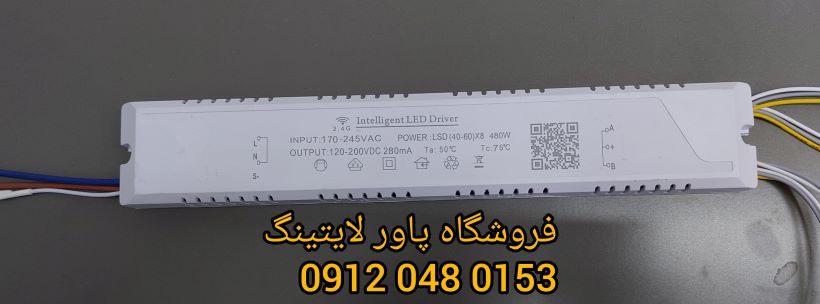 Intelligent LED Driver
2.4G
INPUT:170-245VAC POWER:LSD(40-60)X8 480W
OUTPUT:120-200VDC 280mA Ta:50℃ Tc:75℃
L
N
S-
A
+
B
فروشگاه پاور لایتینگ
0912 048 0153